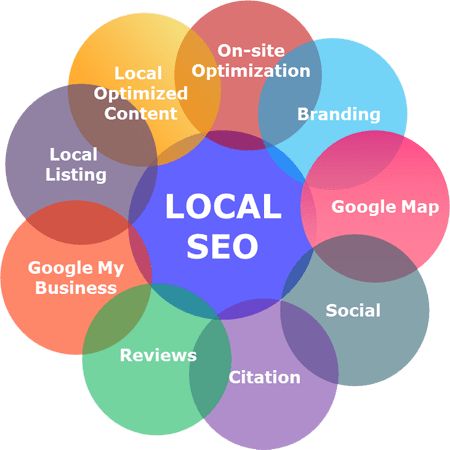 On-site
Optimization
Branding
Google Map
Social
Citation
Reviews
Google My
Business
Local
Listing
Local
Optimized
Content
LOCAL
SEO